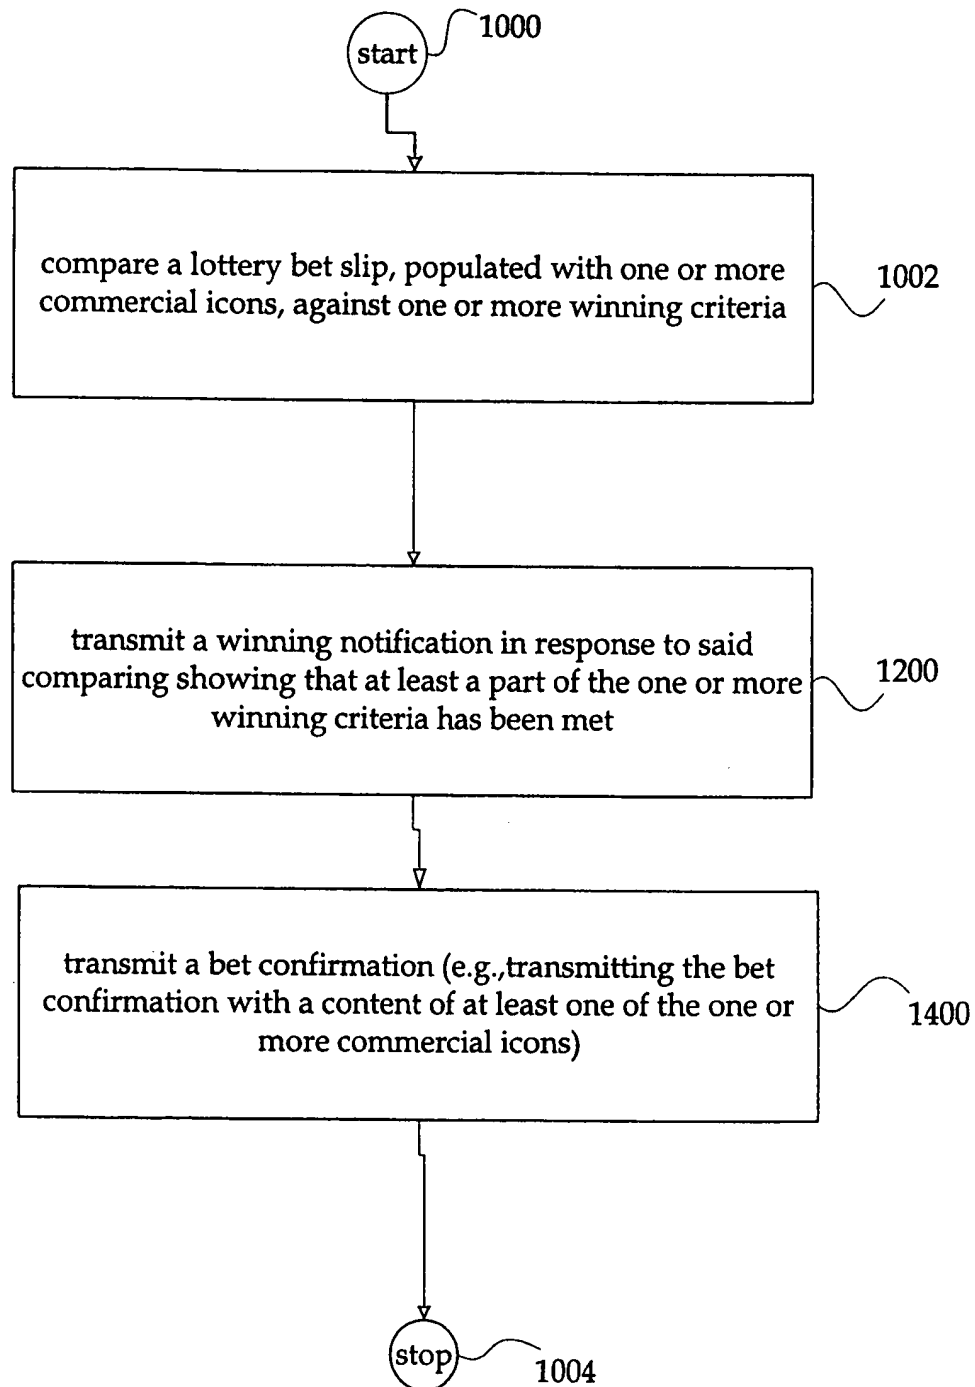 start
1000
compare a lottery bet slip, populated with one or more
commercial icons, against one or more winning criteria
1002
transmit a winning notification in response to said
comparing showing that at least a part of the one or more
winning criteria has been met
1200
transmit a bet confirmation (e.g.,transmitting the bet
confirmation with a content of at least one of the one or
more commercial icons)
1400
stop
1004